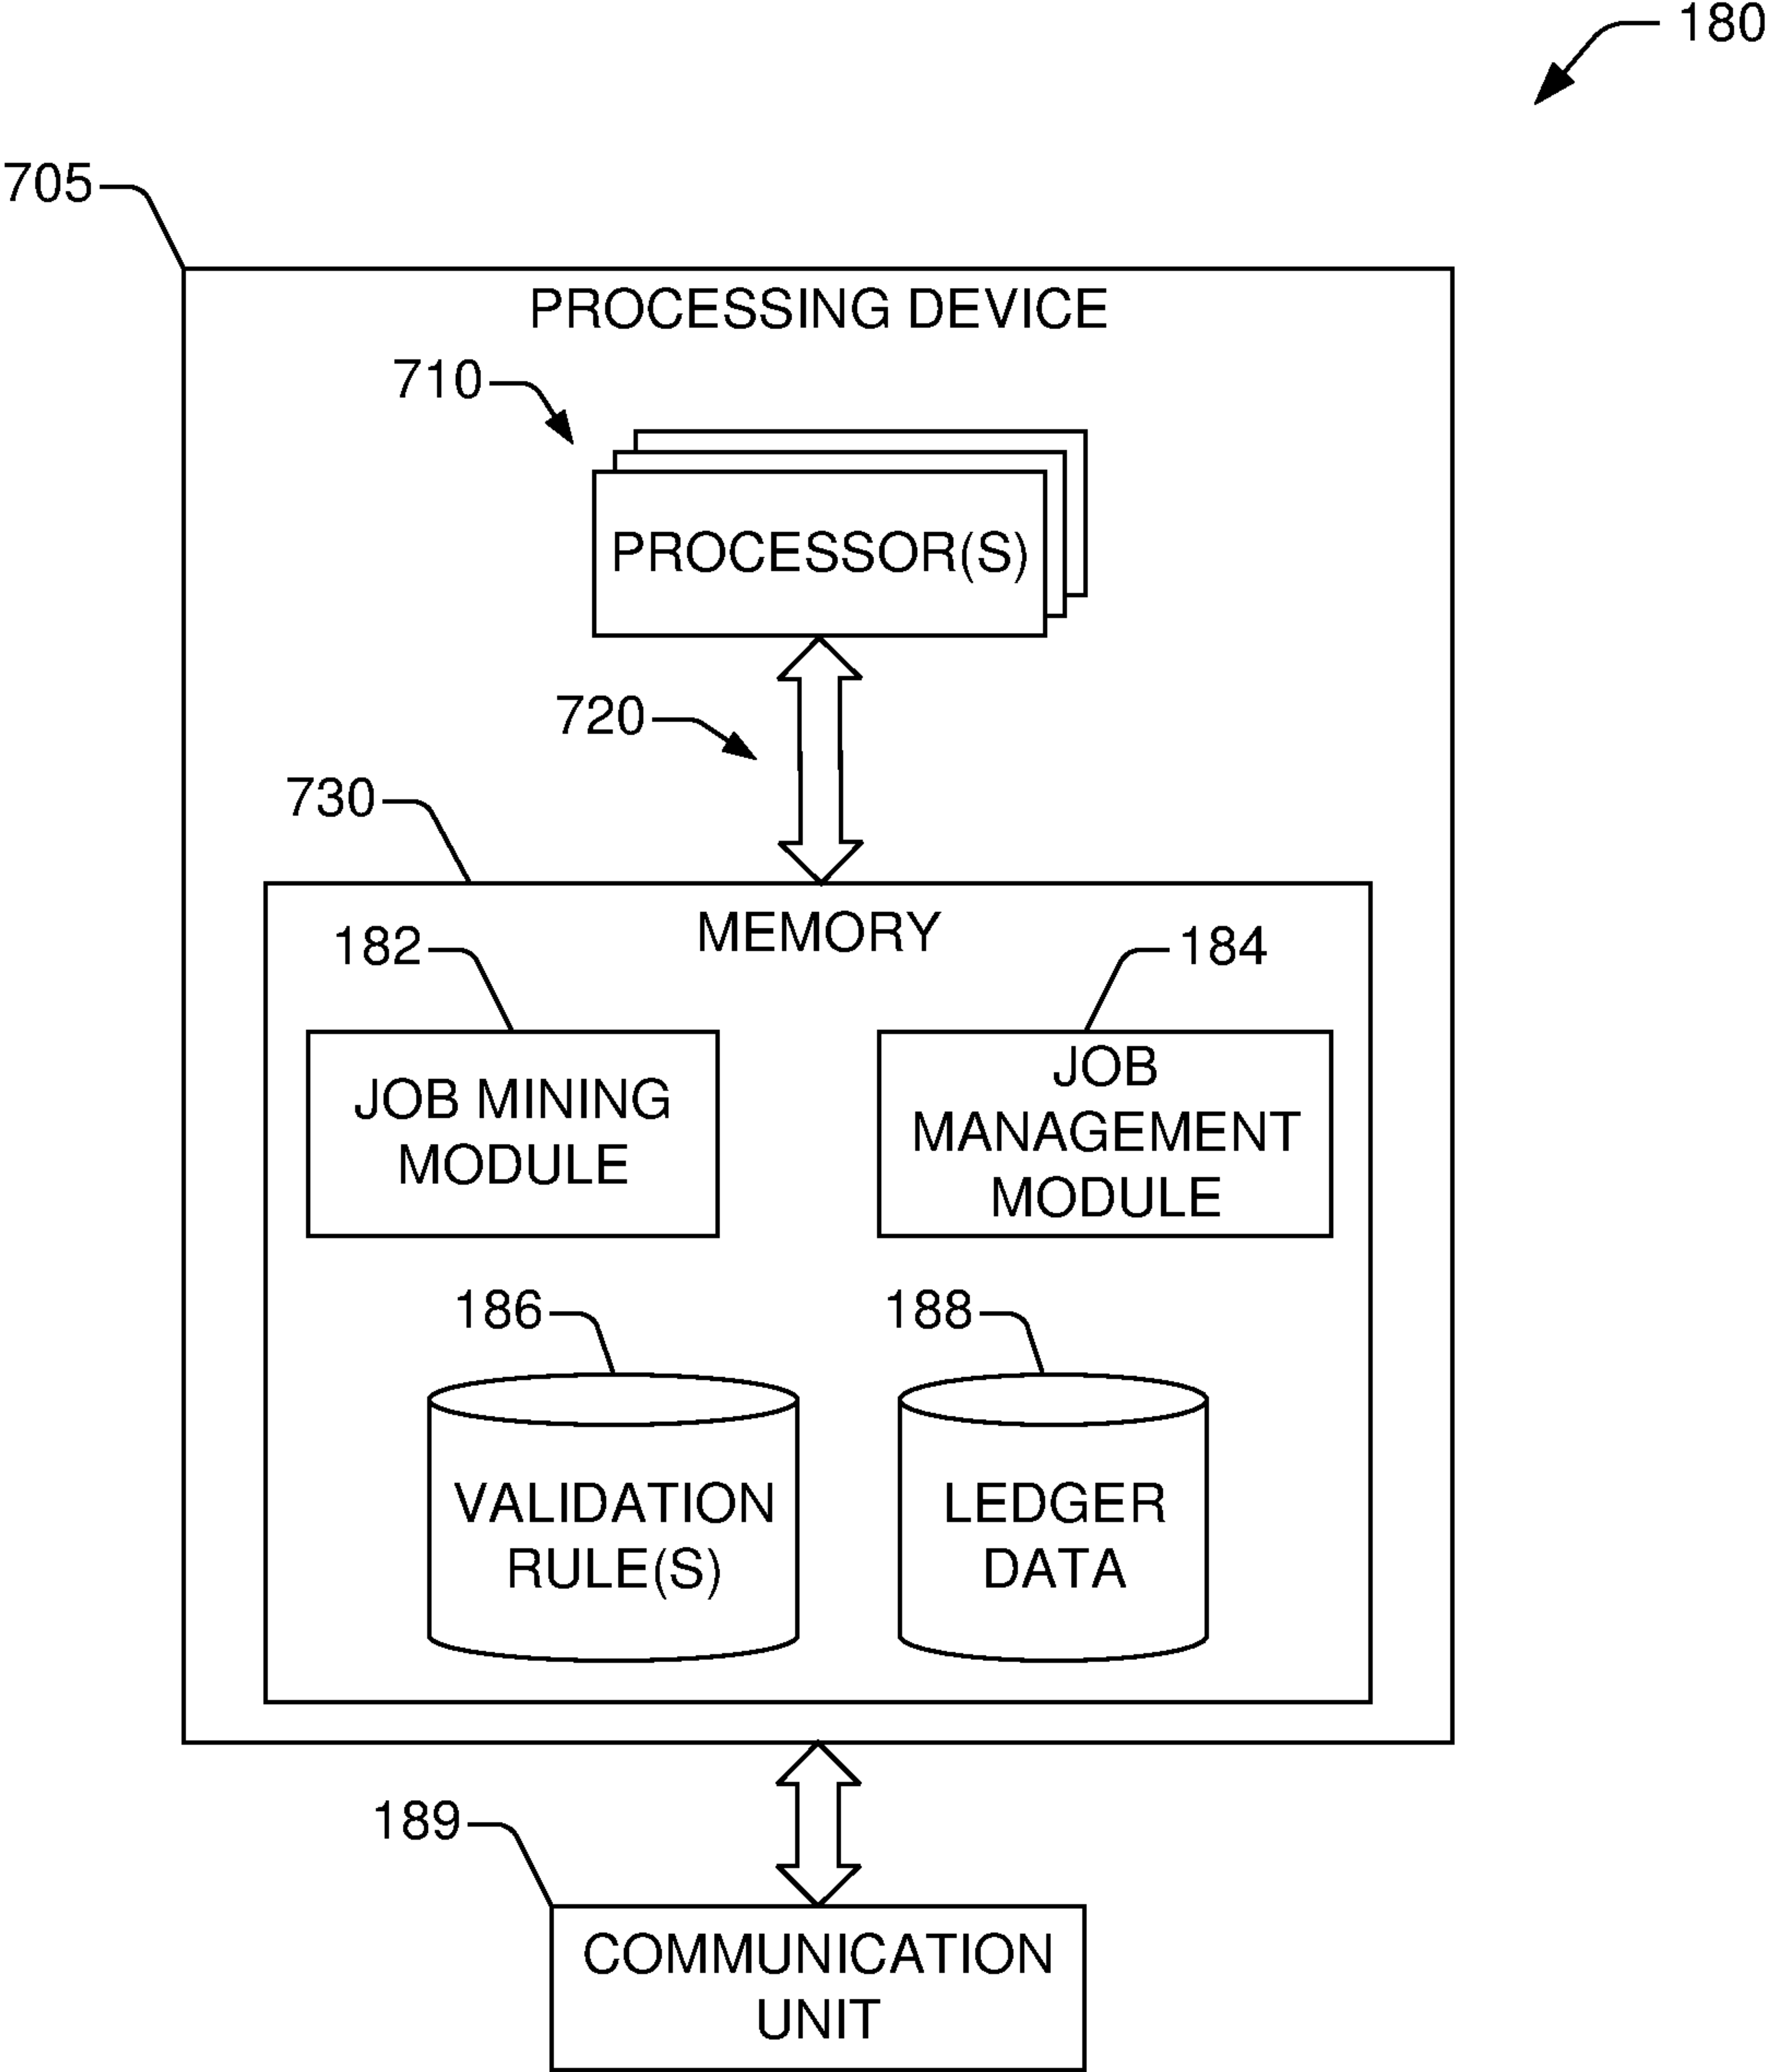 180
705
PROCESSING DEVICE
710
PROCESSOR(S)
720
730
MEMORY
182
184
JOB MINING
MODULE
JOB
MANAGEMENT
MODULE
186
188
VALIDATION
RULE(S)
LEDGER
DATA
189
COMMUNICATION
UNIT